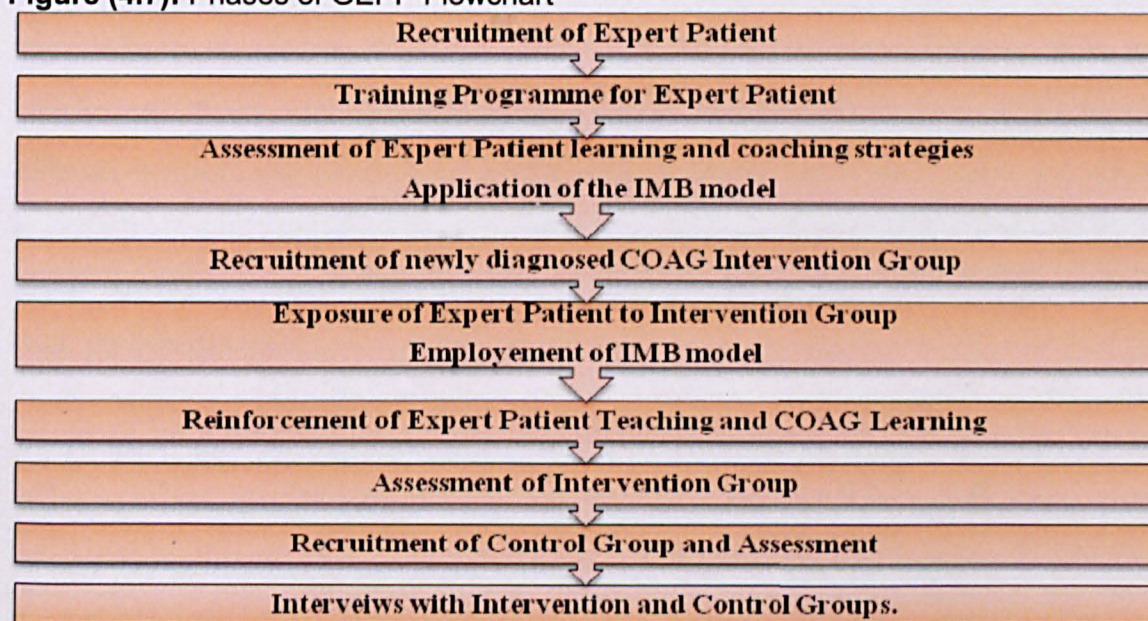 Figure (4.7): Phases of GEPP Flowchart
Recruitment of Expert Patient
Training Programme for Expert Patient
Assessment of Expert Patient learning and coaching strategies
Application of the IMB model
Recruitment of newly diagnosed COAG Intervention Group
Exposure of Expert Patient to Intervention Group
Employement of IMB model
Reinforcement of Expert Patient Teaching and COAG Learning
Assessment of Intervention Group
Recruitment of Control Group and Assessment
Interveiws with Intervention and Control Groups.